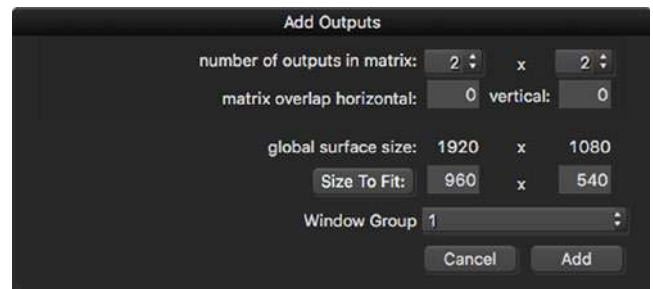 Add Outputs
number of outputs in matrix: 2 x 2
matrix overlap horizontal: 0 vertical: 0
global surface size: 1920 x 1080
Size To Fit: 960 x 540
Window Group 1
Cancel Add